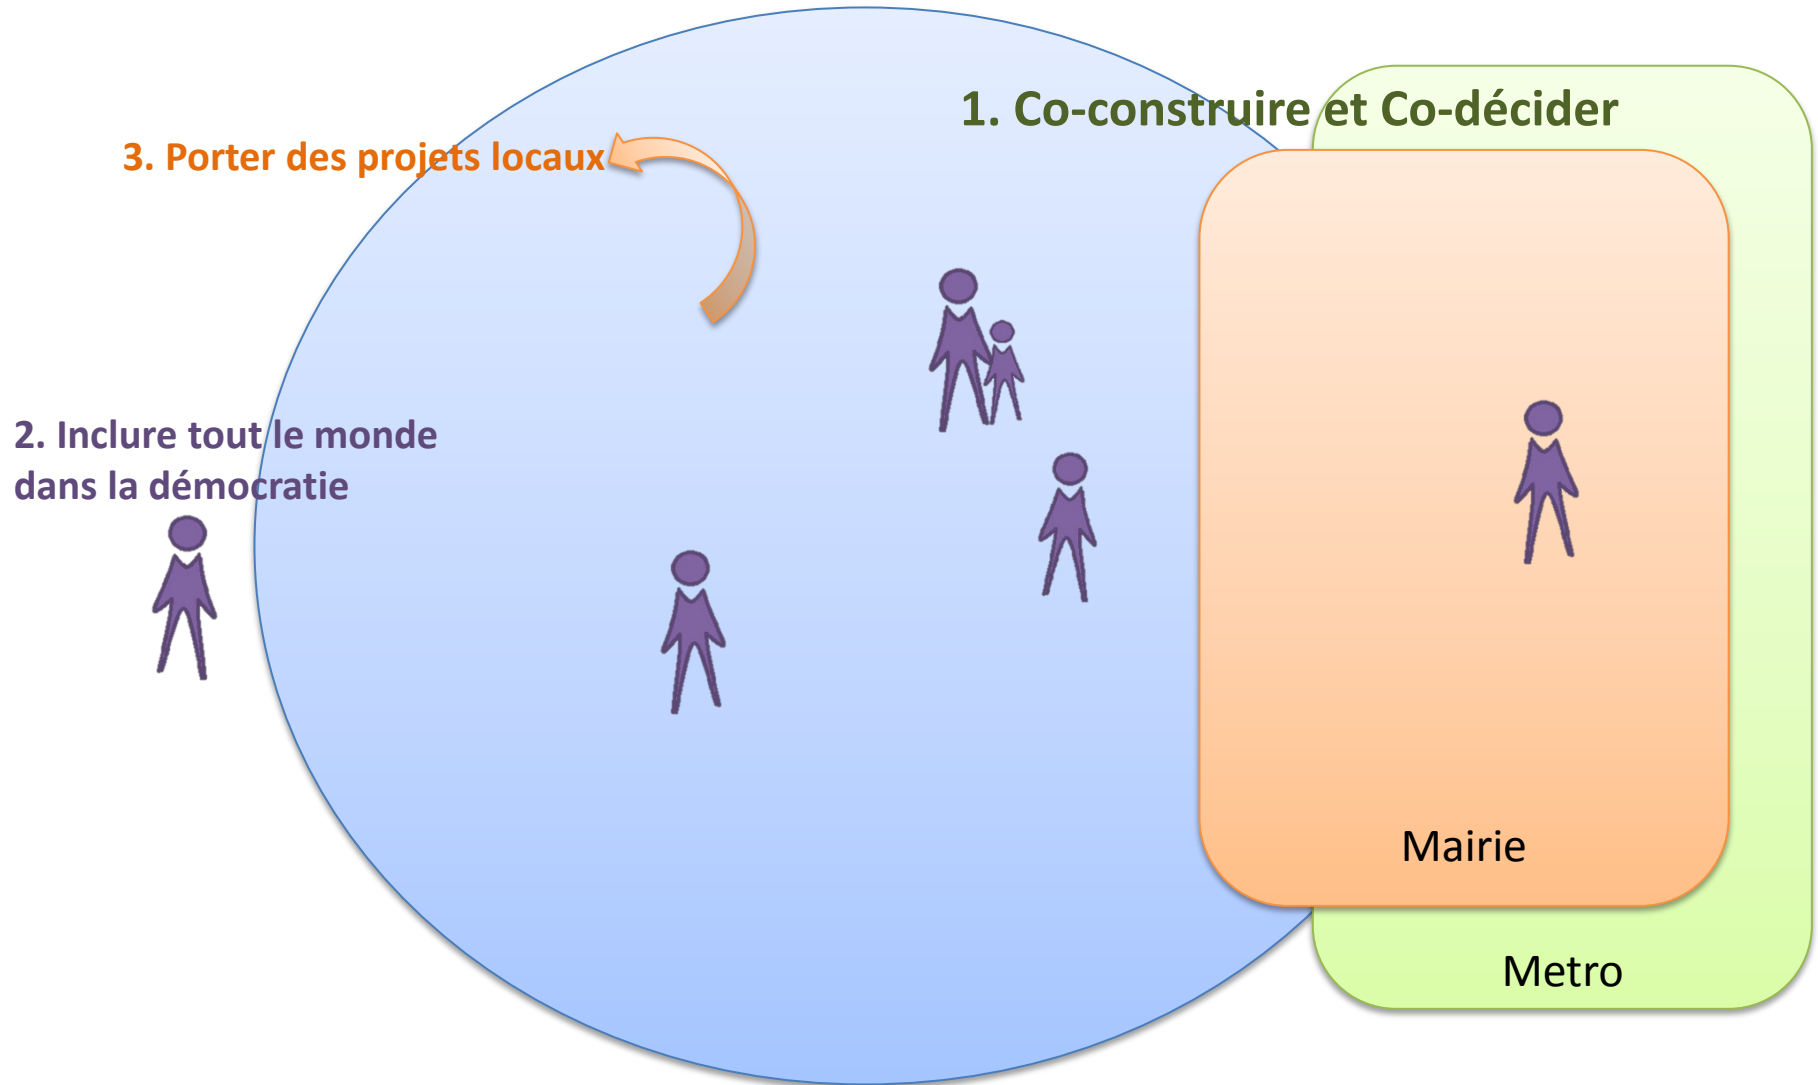 1. Co-construire et Co-décider
3. Porter des projets locaux
2. Inclure tout le monde
dans la démocratie
Mairie
Metro